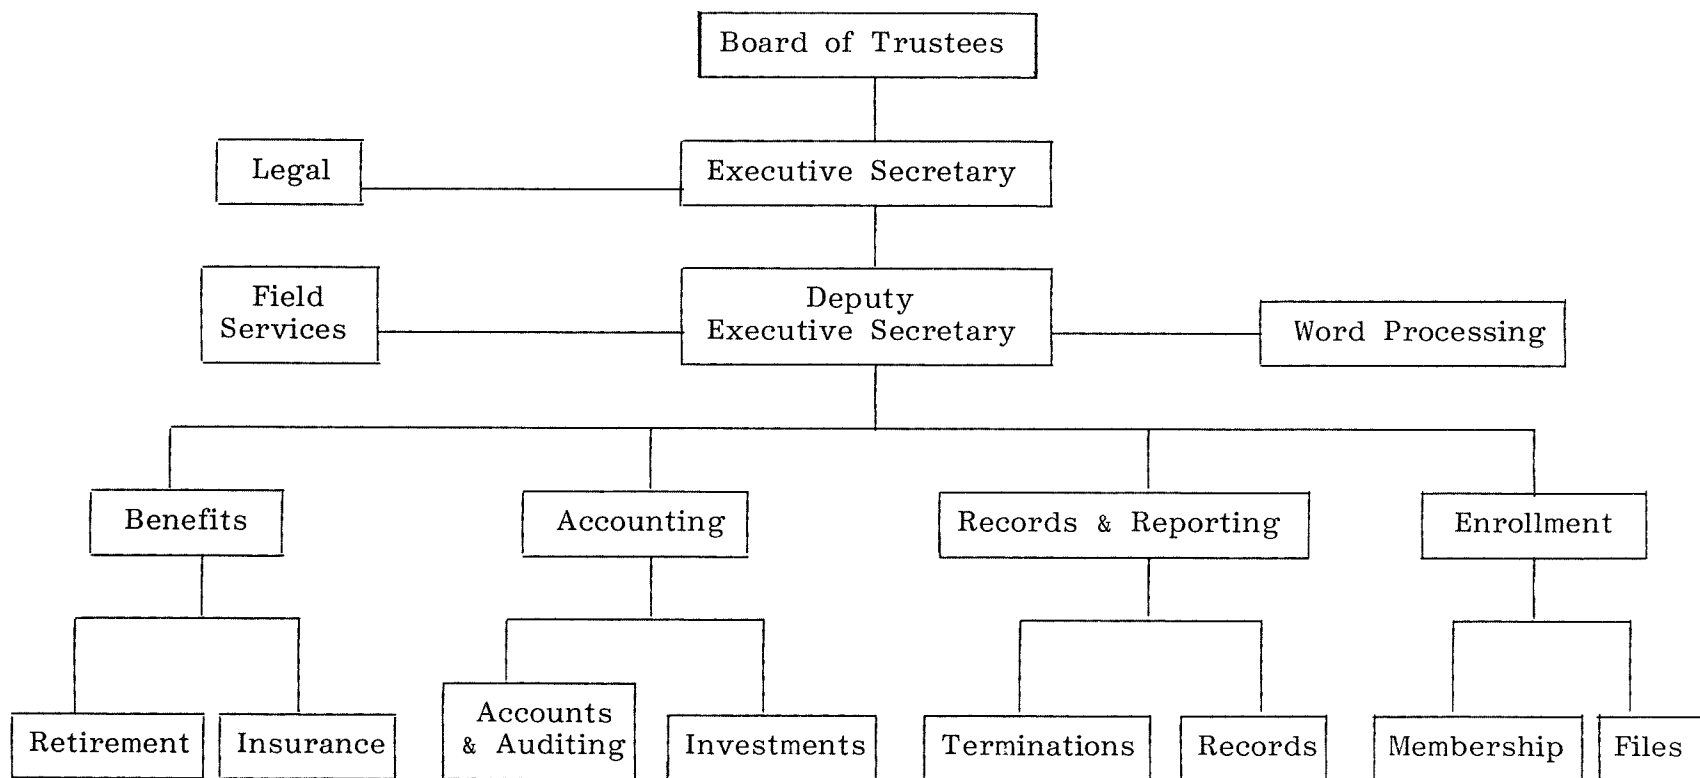 Board of Trustees
Legal
Executive Secretary
Field
Services
Deputy
Executive Secretary
Word Processing
Benefits
Accounting
Records & Reporting
Enrollment
Retirement
Insurance
Accounts
& Auditing
Investments
Terminations
Records
Membership
Files